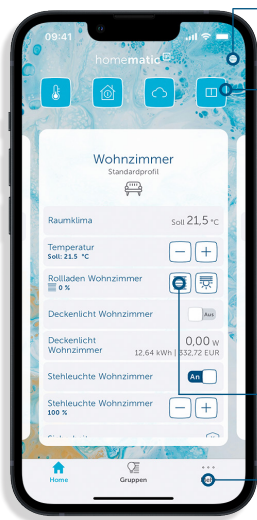 09:41
homematic IP
Wohnzimmer
Standardprofil
Raumklima Soll 21,5 °C
Temperatur
Soll: 21.5 °C
Rollladen Wohnzimmer
0 %
Deckenlicht Wohnzimmer Aus
Deckenlicht 0,00 W
Wohnzimmer 12,64 kWh | 332,72 EUR
Stehleuchte Wohnzimmer An
Stehleuchte Wohnzimmer
100 %
Home Gruppen